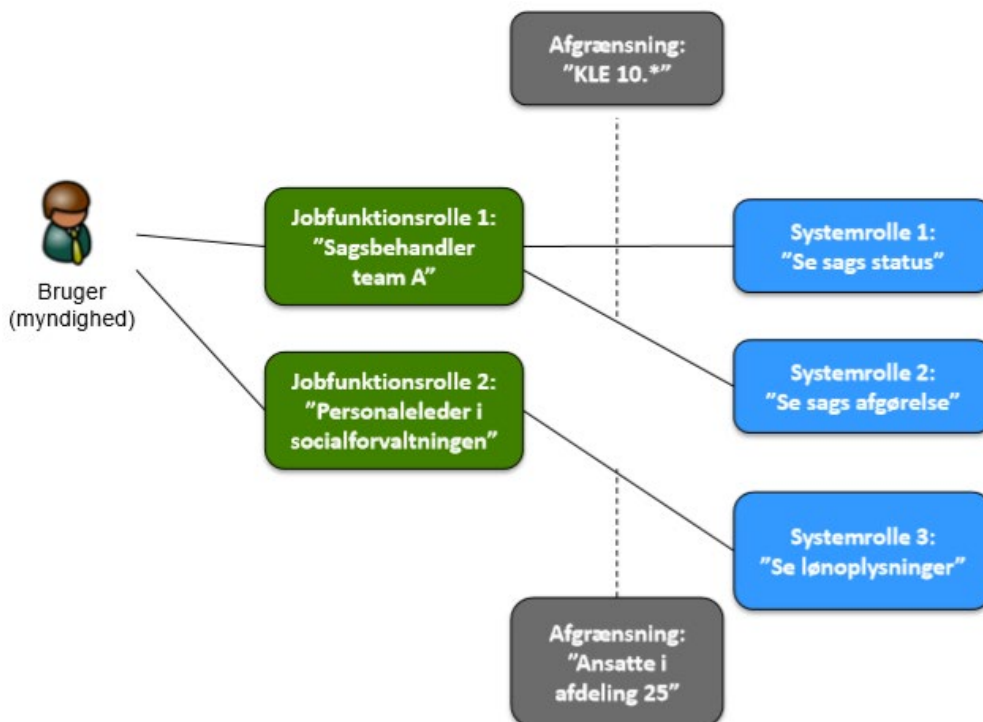 Afgrænsning:
”KLE 10.*”
Bruger
(myndighed)
Jobfunktionsrolle 1:
”Sagsbehandler
team A”
Systemrolle 1:
”Se sags status”
Jobfunktionsrolle 2:
”Personaleleder i
socialforvaltningen”
Systemrolle 2:
”Se sags afgørelse”
Systemrolle 3:
”Se lønoplysninger”
Afgrænsning:
”Ansatte i
afdeling 25”